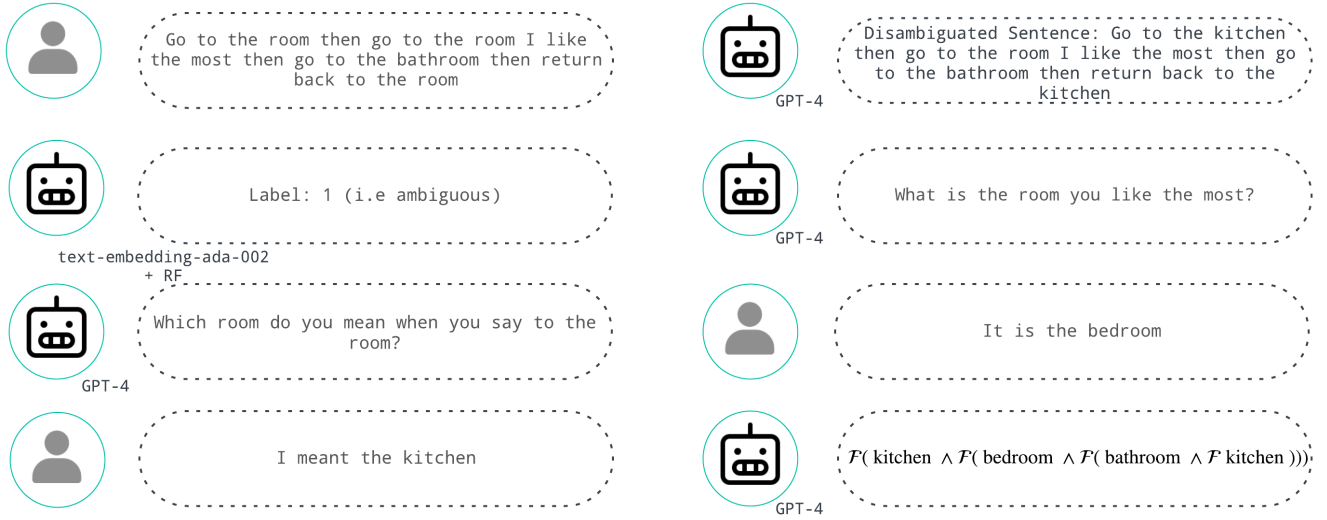 Go to the room then go to the room I like
the most then go to the bathroom then return
back to the room
Label: 1 (i.e ambiguous)
text-embedding-ada-002
+ RF
Which room do you mean when you say to the
room?
GPT-4
I meant the kitchen
Disambiguated Sentence: Go to the kitchen
then go to the room I like the most then go
to the bathroom then return back to the
kitchen
GPT-4
What is the room you like the most?
GPT-4
It is the bedroom
ℱ( kitchen ∧ ℱ( bedroom ∧ ℱ( bathroom ∧ ℱ kitchen )))
GPT-4